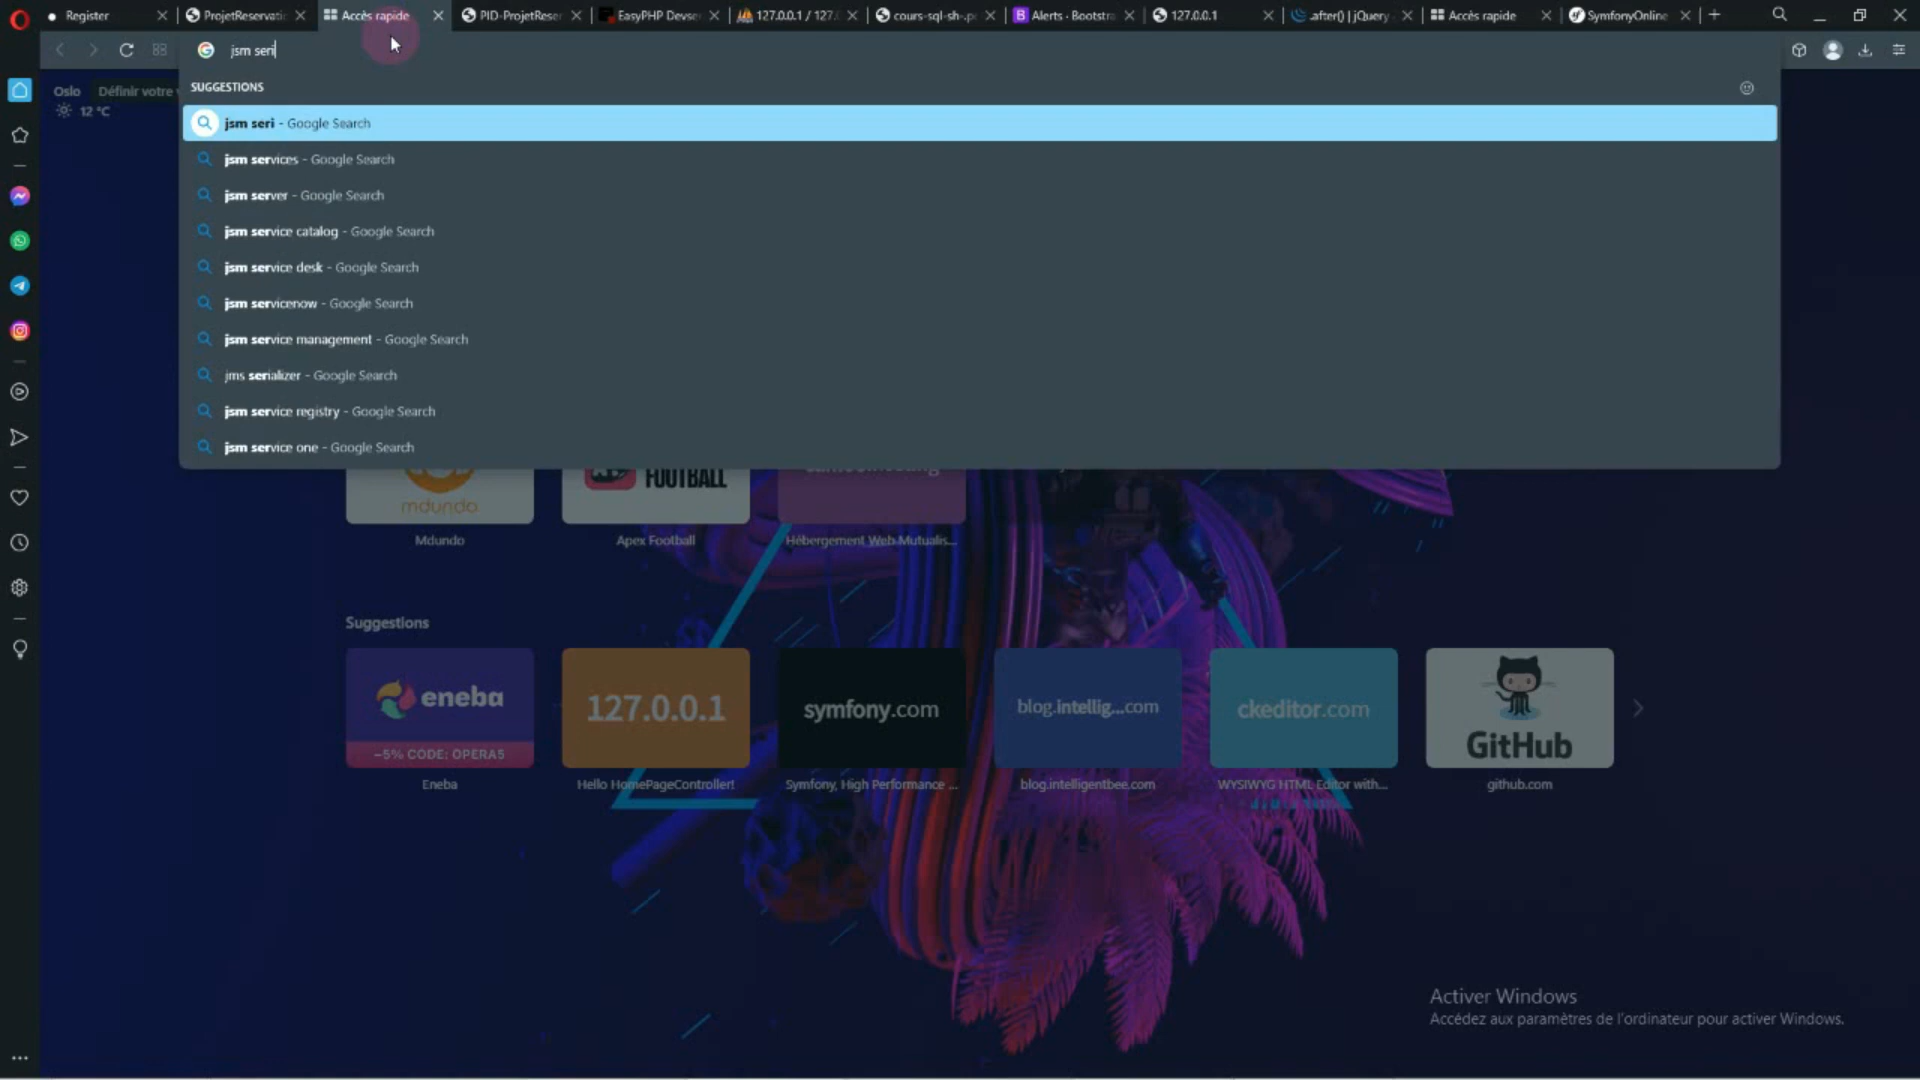 Register
ProjetReservati
Accès rapide
PID-ProjetReser
EasyPHP Devser
127.0.0.1 / 127.
cours-sql-sh-.p
Alerts · Bootstra
127.0.0.1
.after() | jQuery
Accès rapide
SymfonyOnline
jsm seri
Oslo
Définir votre v
12 °C
SUGGESTIONS
jsm seri - Google Search
jsm services - Google Search
jsm server - Google Search
jsm service catalog - Google Search
jsm service desk - Google Search
jsm servicenow - Google Search
jsm service management - Google Search
jms serializer - Google Search
jsm service registry - Google Search
jsm service one - Google Search
mdundo
FOOTBALL
Mdundo
Apex Football
Hébergement Web Mutualis...
Suggestions
eneba
-5% CODE: OPERA5
127.0.0.1
symfony.com
blog.intellig...com
ckeditor.com
GitHub
Eneba
Hello HomePageController!
Symfony, High Performance ...
blog.intelligentbee.com
WYSIWYG HTML Editor with...
github.com
Activer Windows
Accédez aux paramètres de l'ordinateur pour activer Windows.